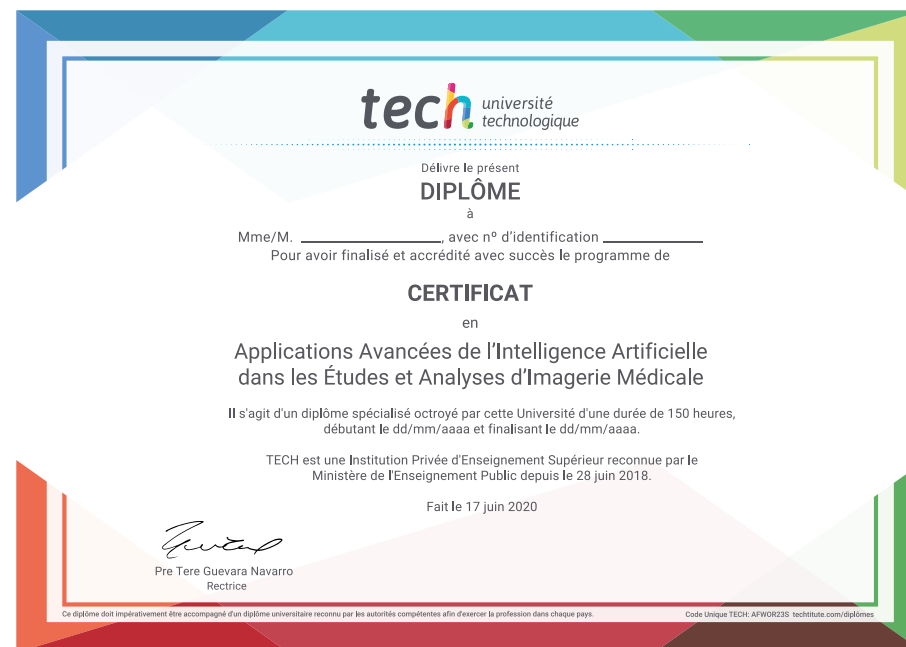 tech université
technologique
Délivre le présent
DIPLÔME
à
Mme/M. ____________________, avec nº d’identification ______________
Pour avoir finalisé et accrédité avec succès le programme de
CERTIFICAT
en
Applications Avancées de l’Intelligence Artificielle
dans les Études et Analyses d’Imagerie Médicale
Il s'agit d'un diplôme spécialisé octroyé par cette Université d'une durée de 150 heures,
débutant le dd/mm/aaaa et finalisant le dd/mm/aaaa.
TECH est une Institution Privée d'Enseignement Supérieur reconnue par le
Ministère de l'Enseignement Public depuis le 28 juin 2018.
Fait le 17 juin 2020
Pre Tere Guevara Navarro
Rectrice
Ce diplôme doit impérativement être accompagné d'un diplôme universitaire reconnu par les autorités compétentes afin d'exercer la profession dans chaque pays.
Code Unique TECH: AFWOR23S techtitute.com/diplômes